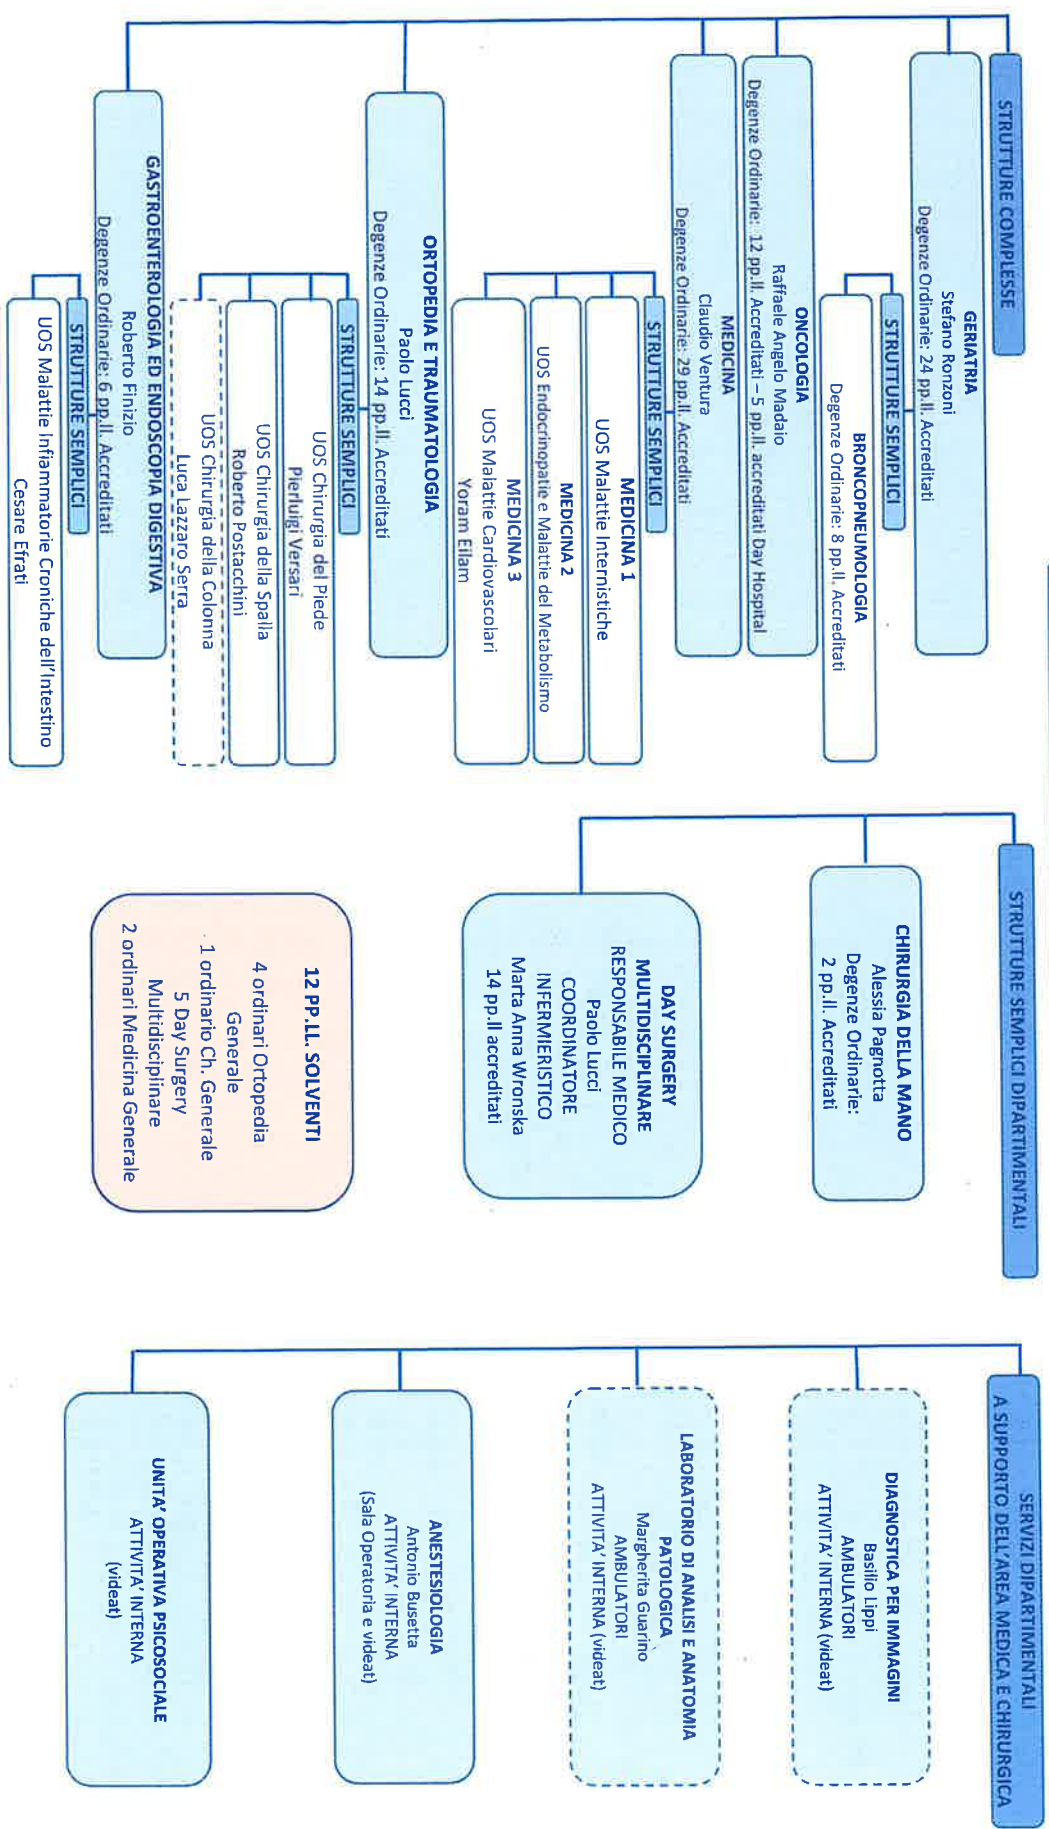 STRUTTURE COMPLESSE
GERIATRIA
Stefano Ronzoni
Degenze Ordinarie: 24 pp.ll. Accreditati
STRUTTURE SEMPLICI
BRONCOPNEUMOLOGIA
Degenze Ordinarie: 8 pp.ll. Accreditati
ONCOLOGIA
Raffaele Angelo Madaio
Degenze Ordinarie: 12 pp.ll. Accreditati – 5 pp.ll. accreditati Day Hospital
MEDICINA
Claudio Ventura
Degenze Ordinarie: 29 pp.ll. Accreditati
STRUTTURE SEMPLICI
MEDICINA 1
UOS Malattie Internistiche
MEDICINA 2
UOS Endocrinopatie e Malattie del Metabolismo
MEDICINA 3
UOS Malattie Cardiovascolari
Yoram Eilam
ORTOPEDIA E TRAUMATOLOGIA
Paolo Lucci
Degenze Ordinarie: 14 pp.ll. Accreditati
STRUTTURE SEMPLICI
UOS Chirurgia del Piede
Pierluigi Versari
UOS Chirurgia della Spalla
Roberto Postacchini
UOS Chirurgia della Colonna
Luca Lazzaro Serra
GASTROENTEROLOGIA ED ENDOSCOPIA DIGESTIVA
Roberto Finizio
Degenze Ordinarie: 6 pp.ll. Accreditati
STRUTTURE SEMPLICI
UOS Malattie Infiammatorie Croniche dell'Intestino
Cesare Efrati
STRUTTURE SEMPLICI DIPARTIMENTALI
CHIRURGIA DELLA MANO
Alessia Pagnotta
Degenze Ordinarie:
2 pp.ll. Accreditati
DAY SURGERY
MULTIDISCIPLINARE
RESPONSABILE MEDICO
Paolo Lucci
COORDINATORE
INFERMIERISTICO
Marta Anna Wronska
14 pp.ll accreditati
12 PP.LL. SOLVENTI
4 ordinari Ortopedia
Generale
1 ordinario Ch. Generale
5 Day Surgery
Multidisciplinare
2 ordinari Medicina Generale
SERVIZI DIPARTIMENTALI
A SUPPORTO DELL'AREA MEDICA E CHIRURGICA
DIAGNOSTICA PER IMMAGINI
Basilio Lippi
AMBULATORI
ATTIVITA' INTERNA (videat)
LABORATORIO DI ANALISI E ANATOMIA
PATOLOGICA
Margherita Guarino
AMBULATORI
ATTIVITA' INTERNA (videat)
ANESTESIOLOGIA
Antonio Busetta
ATTIVITA' INTERNA
(Sala Operatoria e videat)
UNITA' OPERATIVA PSICOSOCIALE
ATTIVITA' INTERNA
(videat)